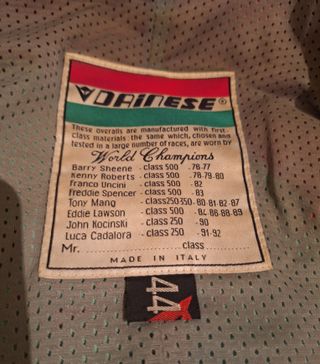 DAINESE®
These overalls are manufactured with first-
class materials: the same which, chosen and
tested in a large number of races, are worn by
World Champions
Barry Sheene - class 500 - 76-77
Kenny Roberts - class 500 - 78-79-80
Franco Uncini - class 500 - 82
Freddie Spencer - class 500 - 83
Tony Mang - class250-350-80-81-82-87
Eddie Lawson - class 500 - 84-86-88-89
John Kocinski - class 250 - 90
Luca Cadalora - class 250 - 91-92
Mr. class
MADE IN ITALY
44